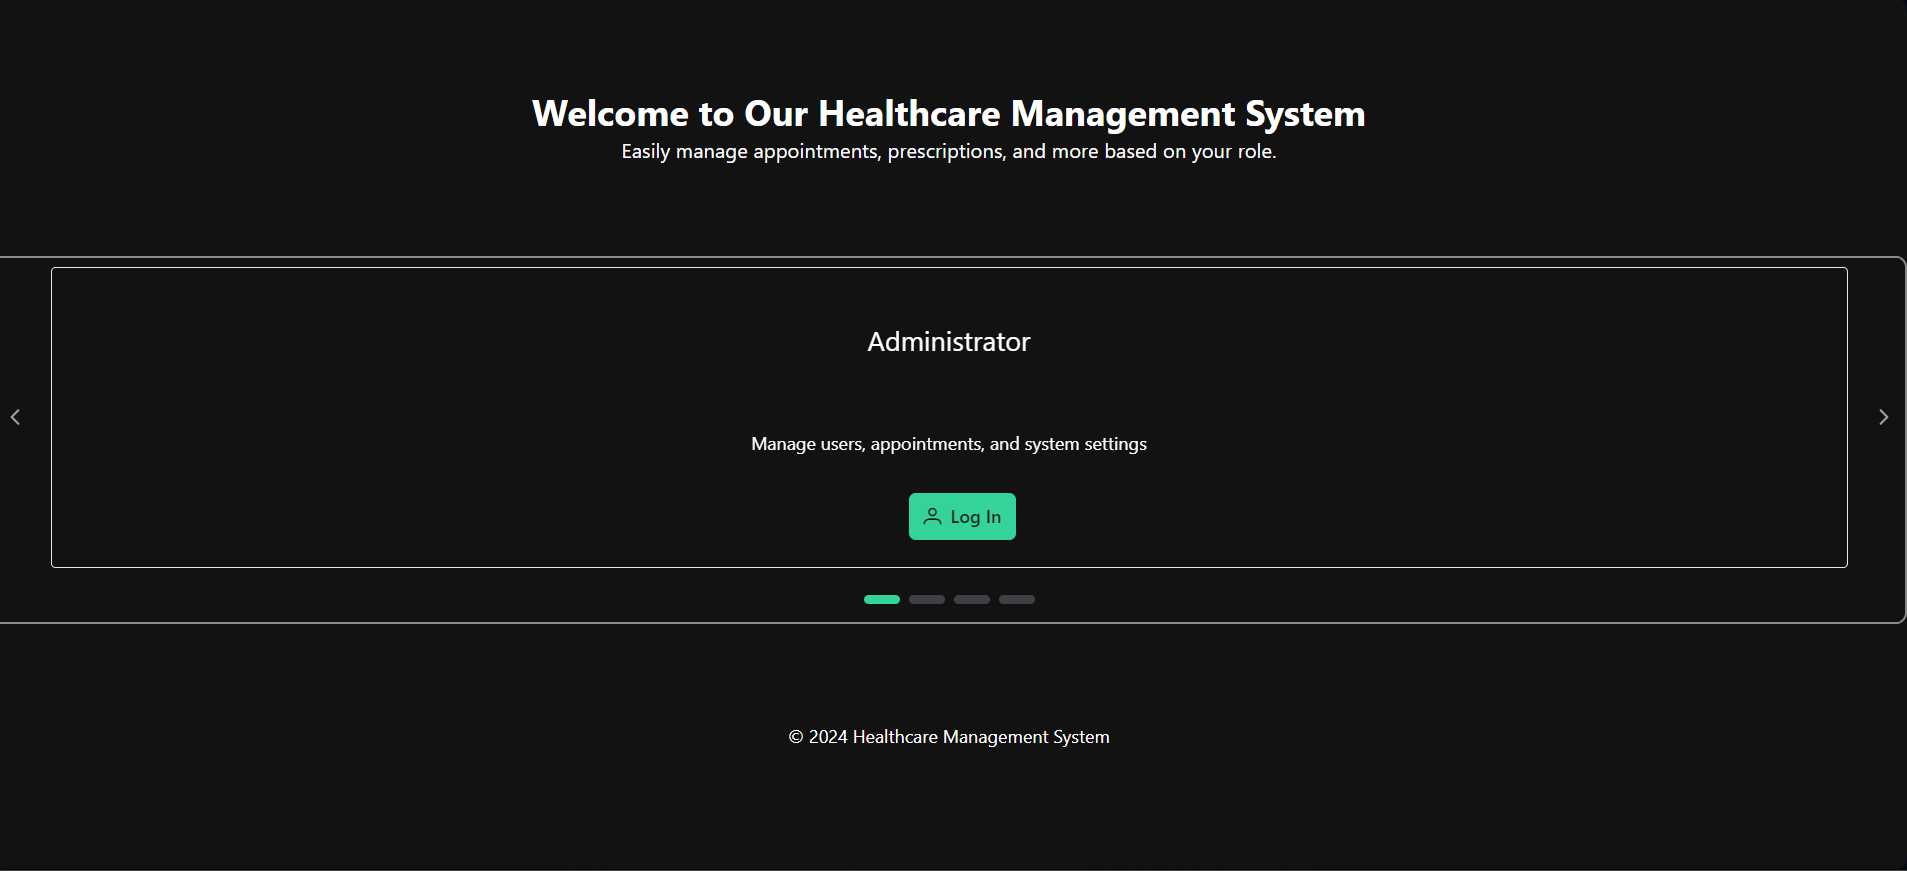 Welcome to Our Healthcare Management System
Easily manage appointments, prescriptions, and more based on your role.
Administrator
Manage users, appointments, and system settings
Log In
© 2024 Healthcare Management System